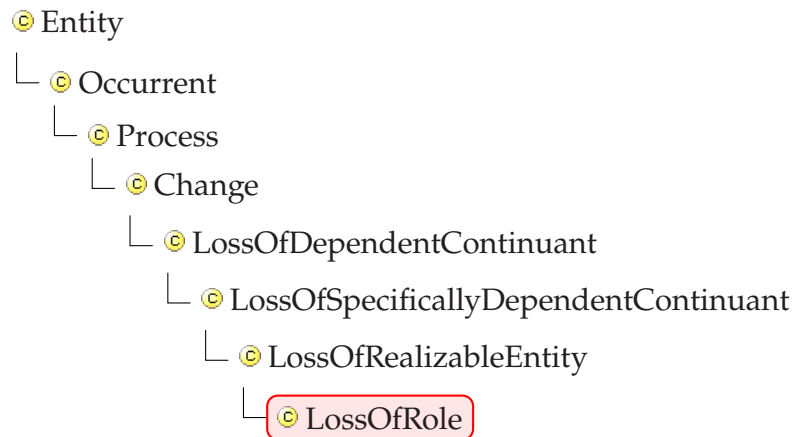 C Entity
C Occurrent
C Process
C Change
C LossOfDependentContinuant
C LossOfSpecificallyDependentContinuant
C LossOfRealizableEntity
C LossOfRole